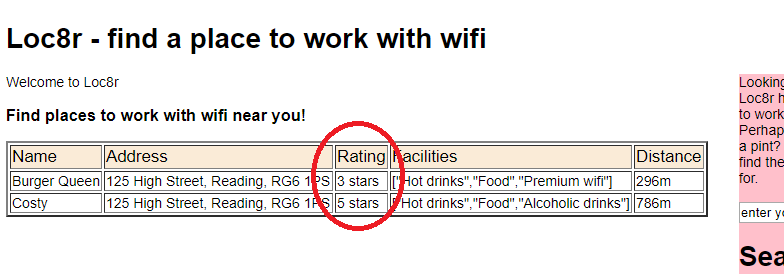 Loc8r - find a place to work with wifi
Welcome to Loc8r
Find places to work with wifi near you!
Name Address Rating Facilities Distance
Burger Queen 125 High Street, Reading, RG6 1PS 3 stars ["Hot drinks","Food","Premium wifi"] 296m
Costy 125 High Street, Reading, RG6 1PS 5 stars ["Hot drinks","Food","Alcoholic drinks"] 786m
Looking
Loc8r h
to work
Perhap
a pint?
find the
for.
enter yo
Sea